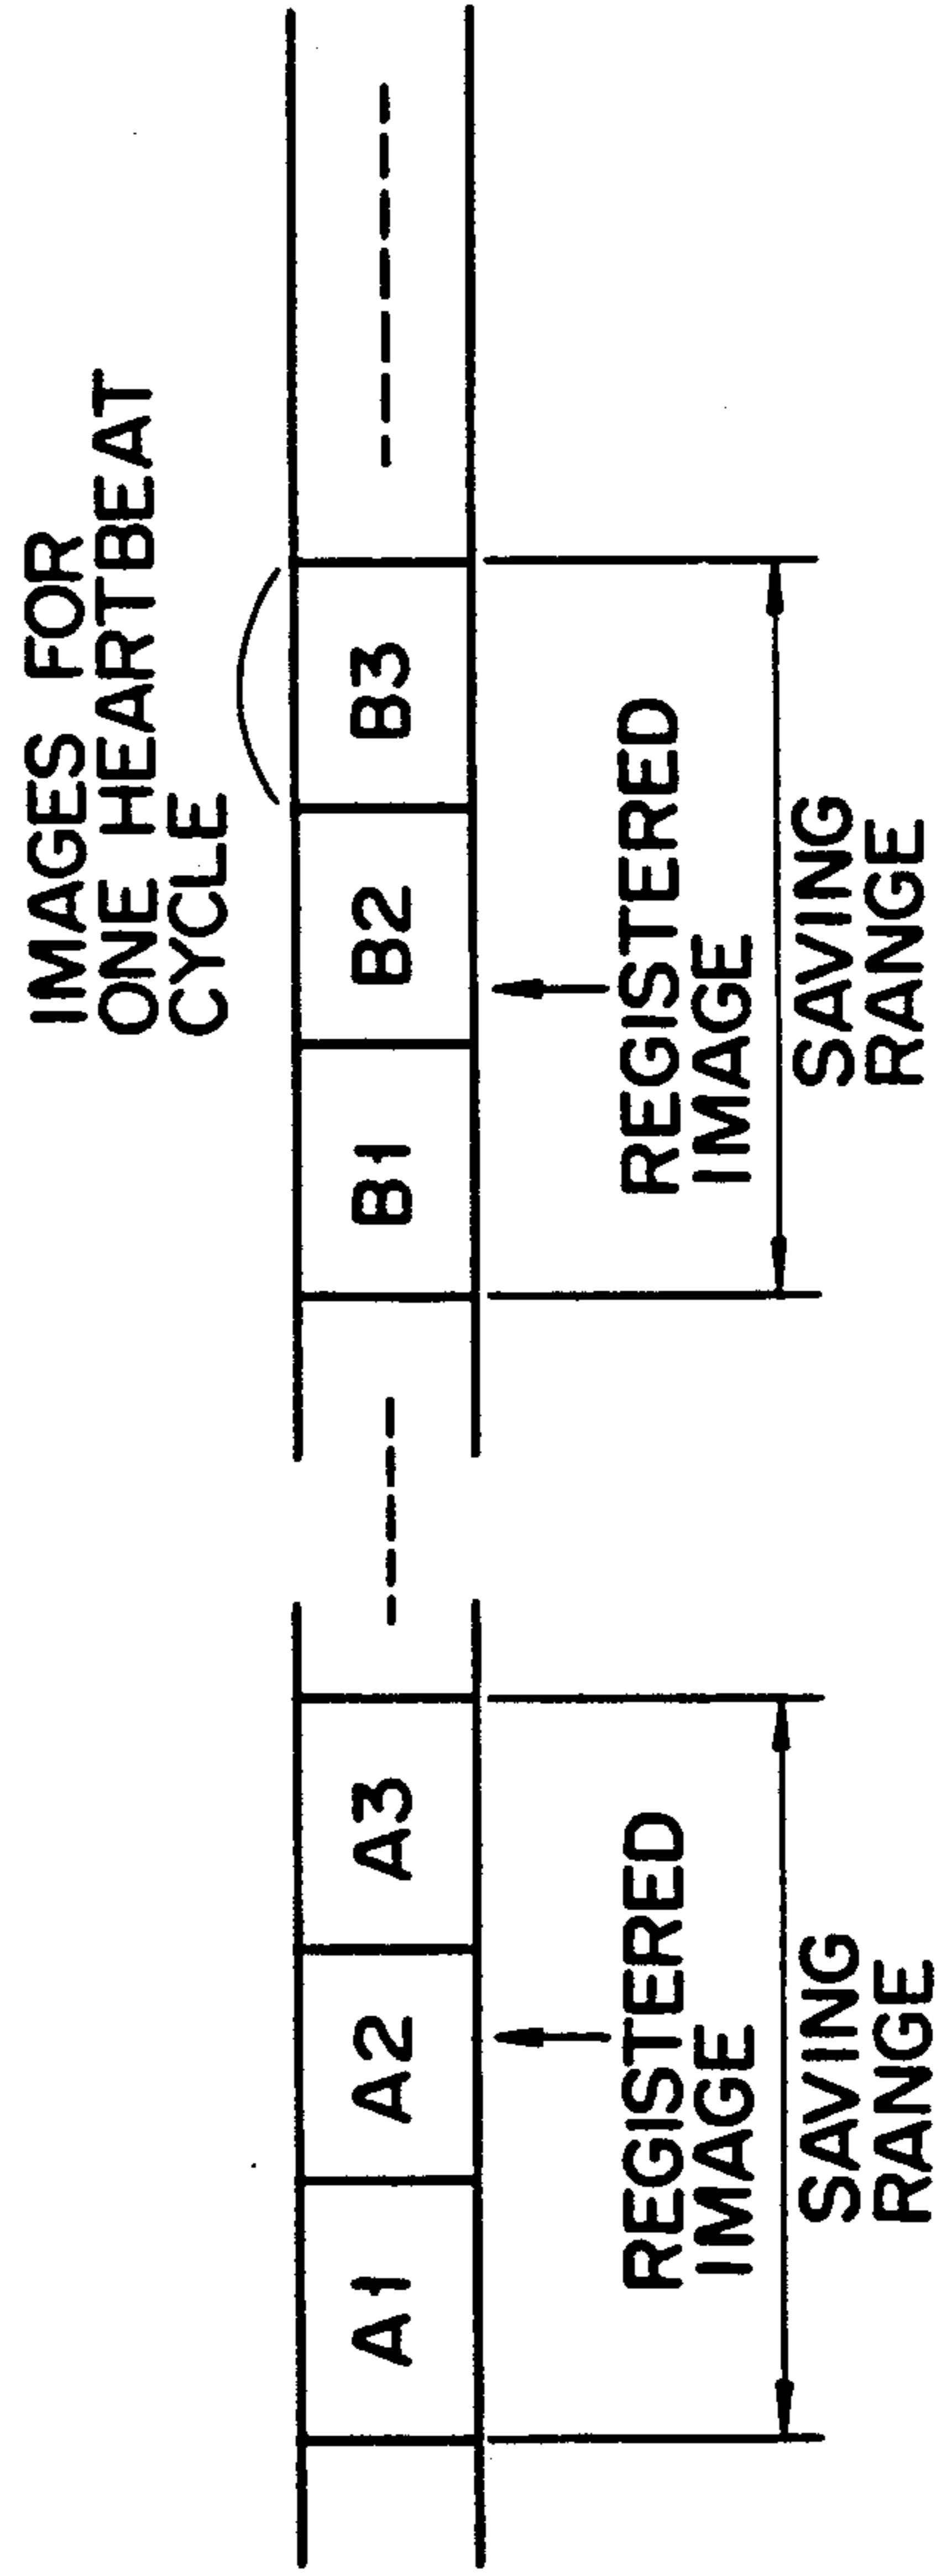 IMAGES FOR
ONE HEARTBEAT
CYCLE
A1 A2 A3 B1 B2 B3
REGISTERED
IMAGE
REGISTERED
IMAGE
SAVING
RANGE
SAVING
RANGE